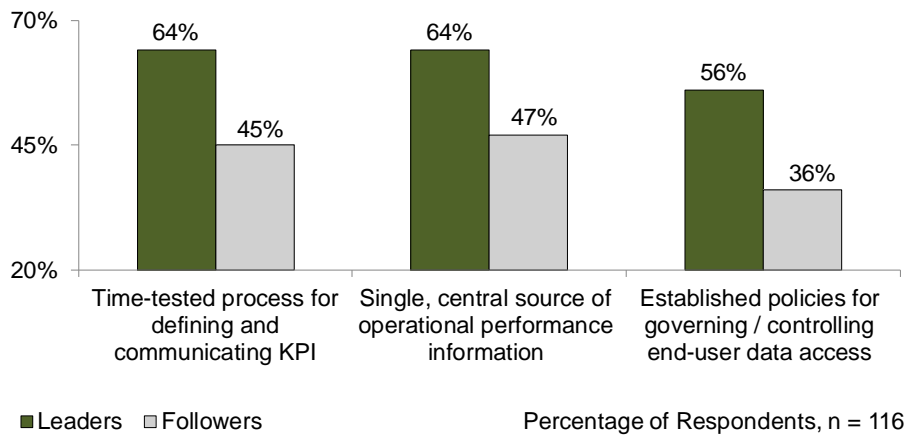 70%
45%
20%
64%
45%
64%
47%
56%
36%
Time-tested process for
defining and
communicating KPI
Single, central source of
operational performance
information
Established policies for
governing / controlling
end-user data access
Leaders Followers
Percentage of Respondents, n = 116